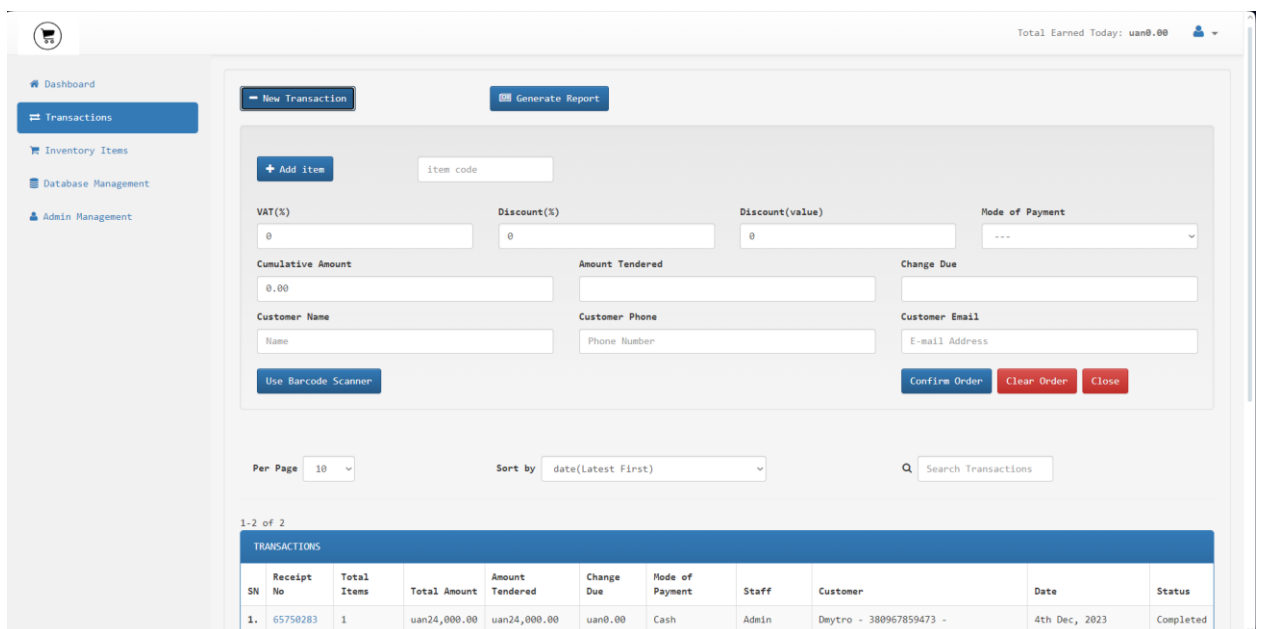 Total Earned Today: uan0.00
Dashboard
Transactions
Inventory Items
Database Management
Admin Management
New Transaction
Generate Report
Add item
item code
VAT(%) Discount(%) Discount(value) Mode of Payment
0 0 0 ---
Cumulative Amount Amount Tendered Change Due
0.00
Customer Name Customer Phone Customer Email
Name Phone Number E-mail Address
Use Barcode Scanner Confirm Order Clear Order Close
Per Page 10 Sort by date(Latest First) Search Transactions
1-2 of 2
TRANSACTIONS
SN Receipt No Total Items Total Amount Amount Tendered Change Due Mode of Payment Staff Customer Date Status
1. 65750283 1 uan24,000.00 uan24,000.00 uan0.00 Cash Admin Dmytro - 380967859473 - 4th Dec, 2023 Completed